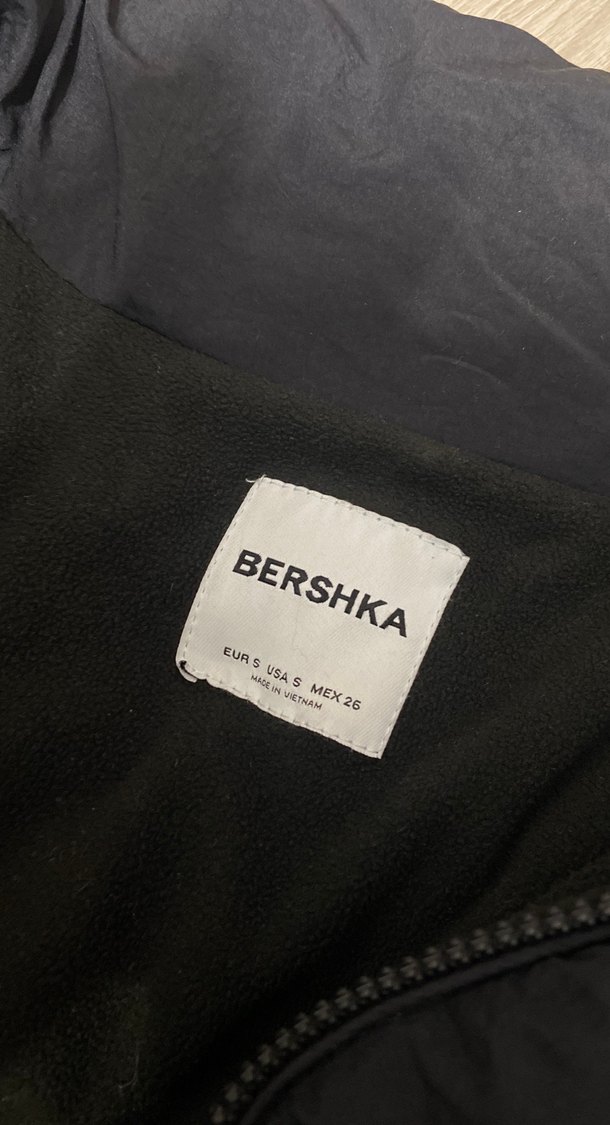 BERSHKA
EUR S USA S MEX 26
MADE IN VIETNAM